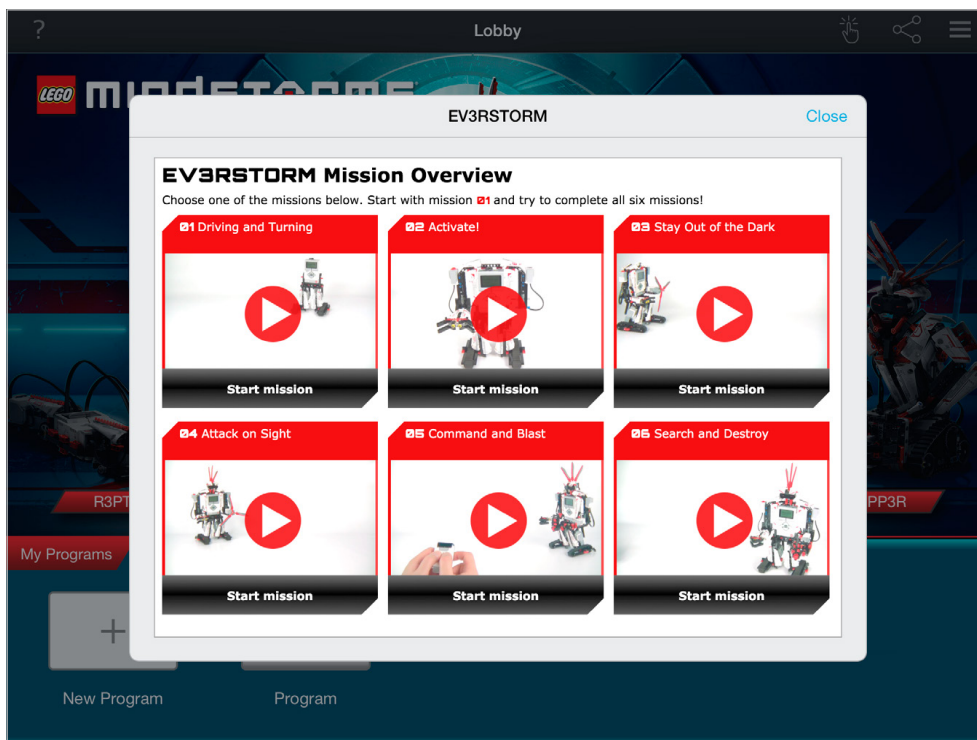 ?
Lobby
LEGO mindstorms
EV3RSTORM
Close
EV3RSTORM Mission Overview
Choose one of the missions below. Start with mission 01 and try to complete all six missions!
01 Driving and Turning
02 Activate!
03 Stay Out of the Dark
Start mission
Start mission
Start mission
04 Attack on Sight
05 Command and Blast
06 Search and Destroy
Start mission
Start mission
Start mission
R3PT
PP3R
My Programs
+
New Program
Program